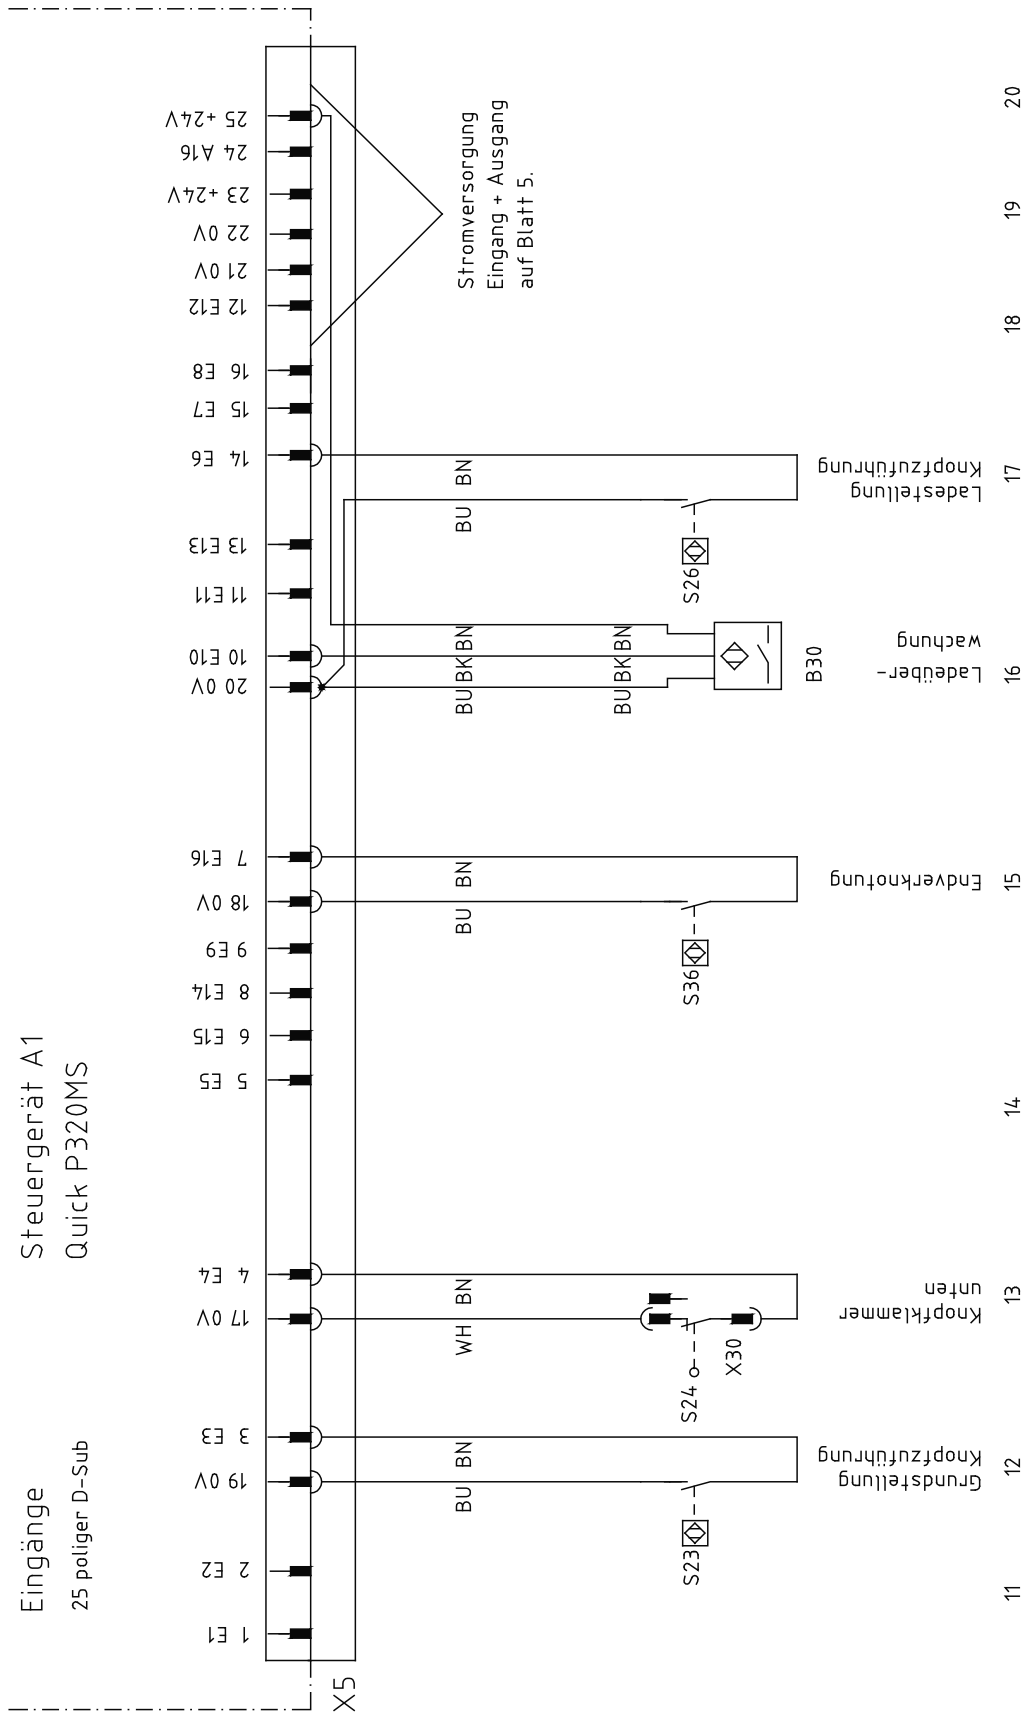 Eingänge
25 poliger D-Sub
Steuergerät A1
Quick P320MS
X5
1 E1
2 E2
19 0V
3 E3
17 0V
4 E4
5 E5
6 E15
8 E14
9 E9
18 0V
7 E16
20 0V
10 E10
11 E11
13 E13
14 E6
15 E7
16 E8
12 E12
21 0V
22 0V
23 +24V
24 A16
25 +24V
Stromversorgung
Eingang + Ausgang
auf Blatt 5.
BU
BN
WH
BN
BU
BN
BU
BK
BN
BU
BN
BU
BK
BN
S23
S24
X30
S36
B30
S26
Grundstellung
Knopfzuführung
Knopfklammer
unten
Endverknotung
Ladeüber-
wachung
Ladestellung
Knopfzuführung
11
12
13
14
15
16
17
18
19
20